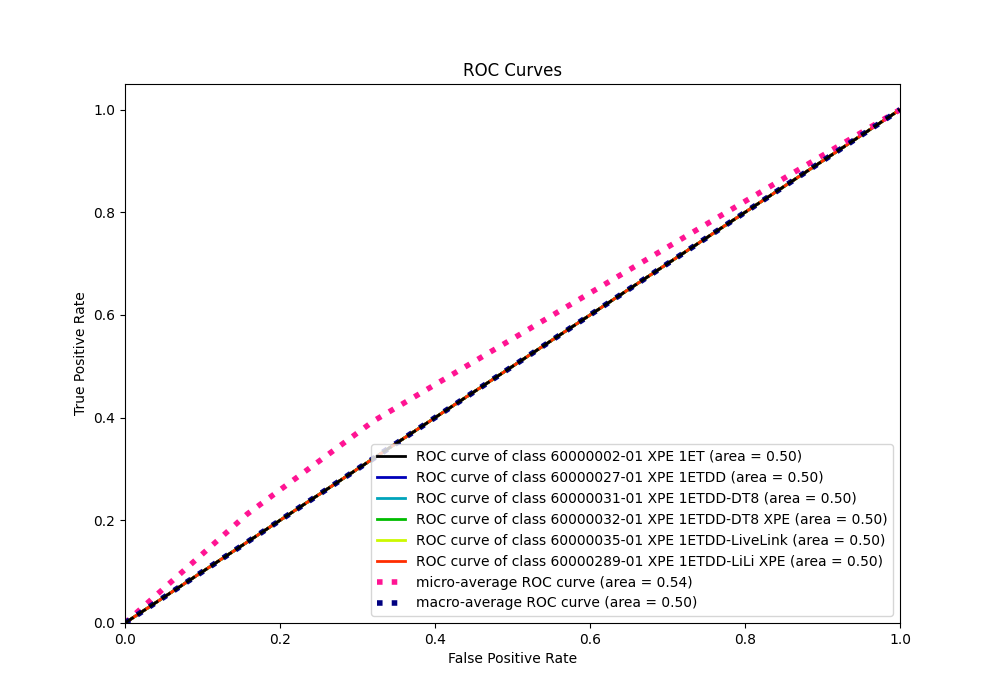 ROC Curves
True Positive Rate
1.0
0.8
0.6
0.4
0.2
0.0
ROC curve of class 60000002-01 XPE 1ET (area = 0.50)
ROC curve of class 60000027-01 XPE 1ETDD (area = 0.50)
ROC curve of class 60000031-01 XPE 1ETDD-DT8 (area = 0.50)
ROC curve of class 60000032-01 XPE 1ETDD-DT8 XPE (area = 0.50)
ROC curve of class 60000035-01 XPE 1ETDD-LiveLink (area = 0.50)
ROC curve of class 60000289-01 XPE 1ETDD-LiLi XPE (area = 0.50)
micro-average ROC curve (area = 0.54)
macro-average ROC curve (area = 0.50)
0.0 0.2 0.4 0.6 0.8 1.0
False Positive Rate